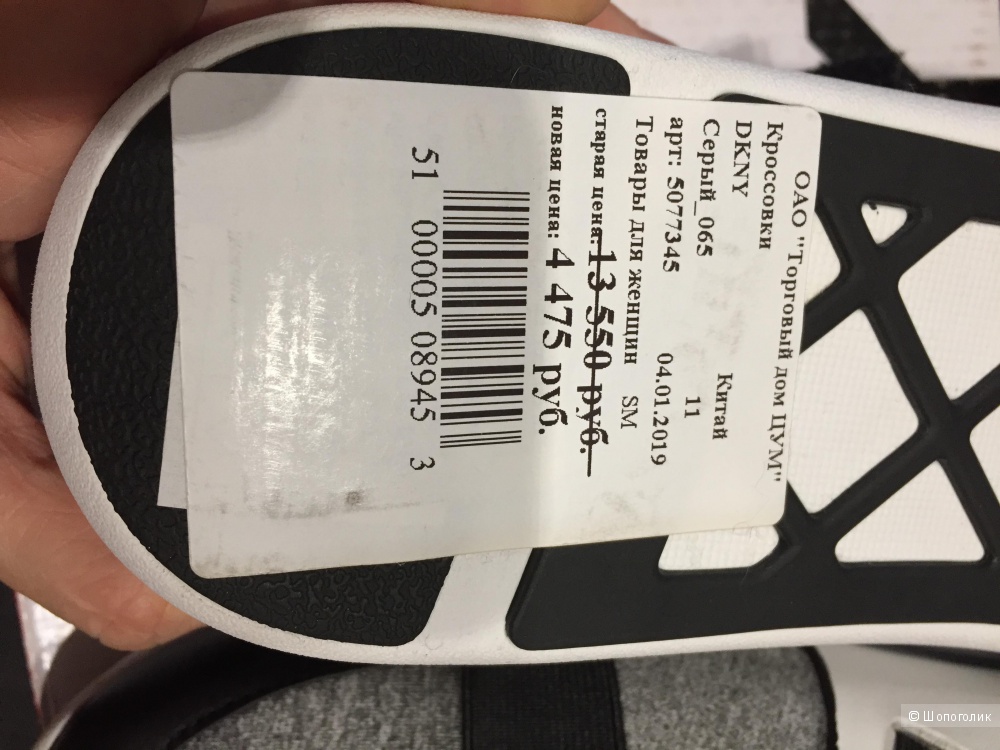 ОАО "Торговый дом ЦУМ"
Кроссовки
DKNY Китай
Серый_065 11
арт: 5077345 04.01.2019
Товары для женщин SM
старая цена: 13 550 руб.
новая цена: 4 475 руб.
51 00005 08945 3
© Шопоголик